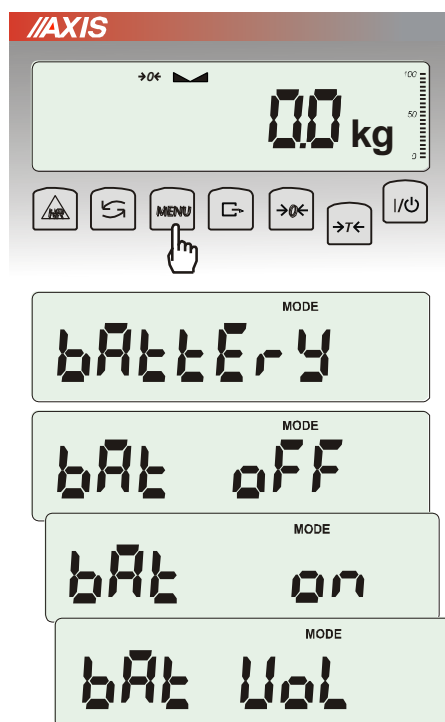 //AXIS
→0← 100
50
0.0 kg
0
HR MENU →0← →T← I/⏻
MODE
bAttErY
MODE
bAt oFF
MODE
bAt on
MODE
bAt UoL